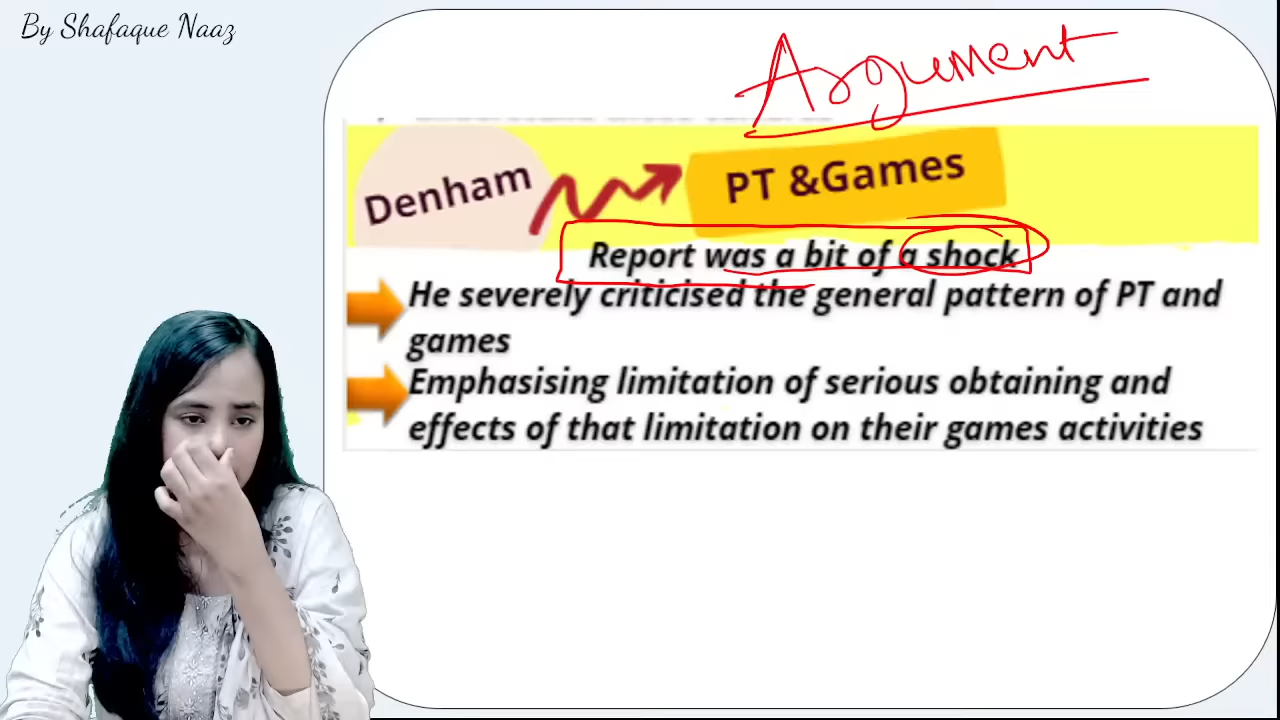 By Shafaque Naaz
Argument
Denham
PT &Games
Report was a bit of a shock
He severely criticised the general pattern of PT and
games
Emphasising limitation of serious obtaining and
effects of that limitation on their games activities